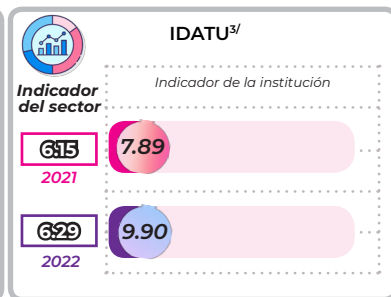 IDATU3/
Indicador de la institución
Indicador
del sector
6.15
7.89
2021
6.29
9.90
2022